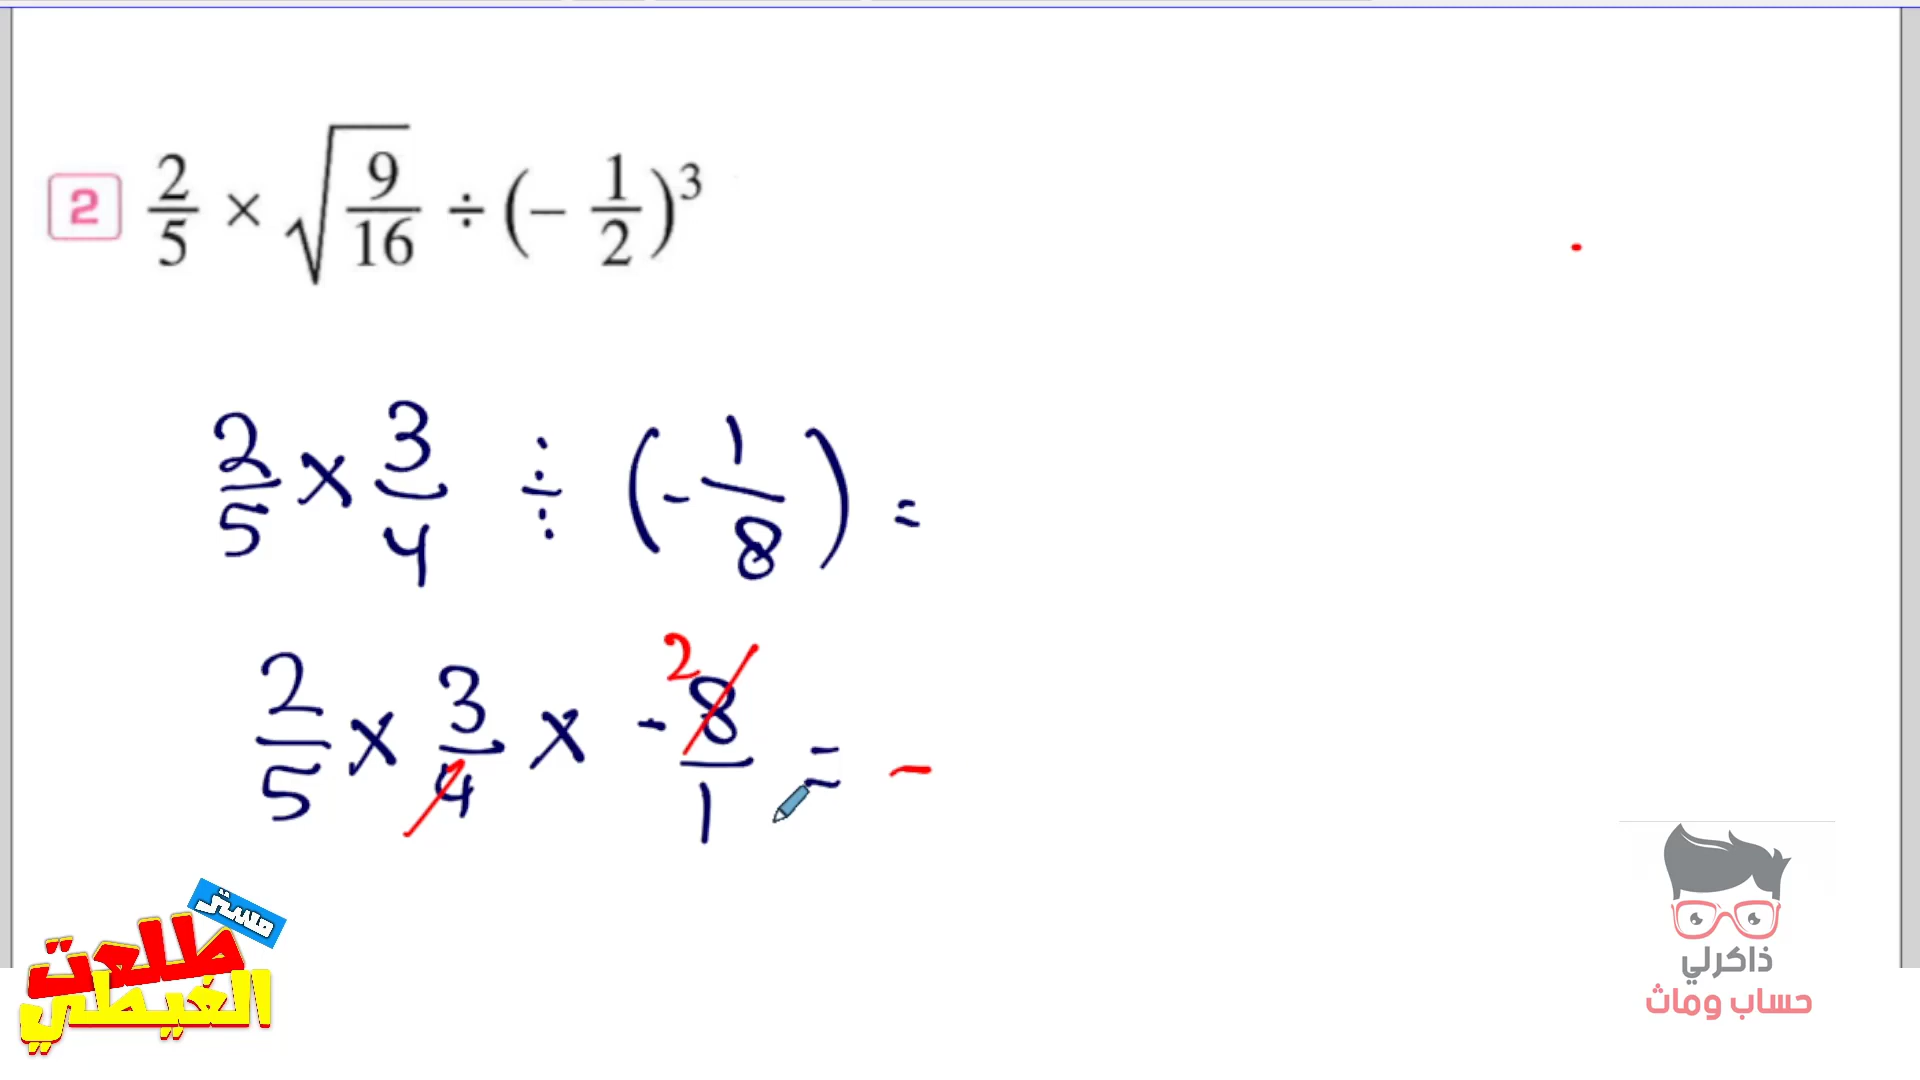 2 2/5 × √9/16 ÷ (− 1/2)³
2/5 × 3/4 ÷ (- 1/8) =
2/5 × 3/4 × - 8/1 = -
2
مستر
طلعت
الغيطي
ذاكرلي
حساب وماث